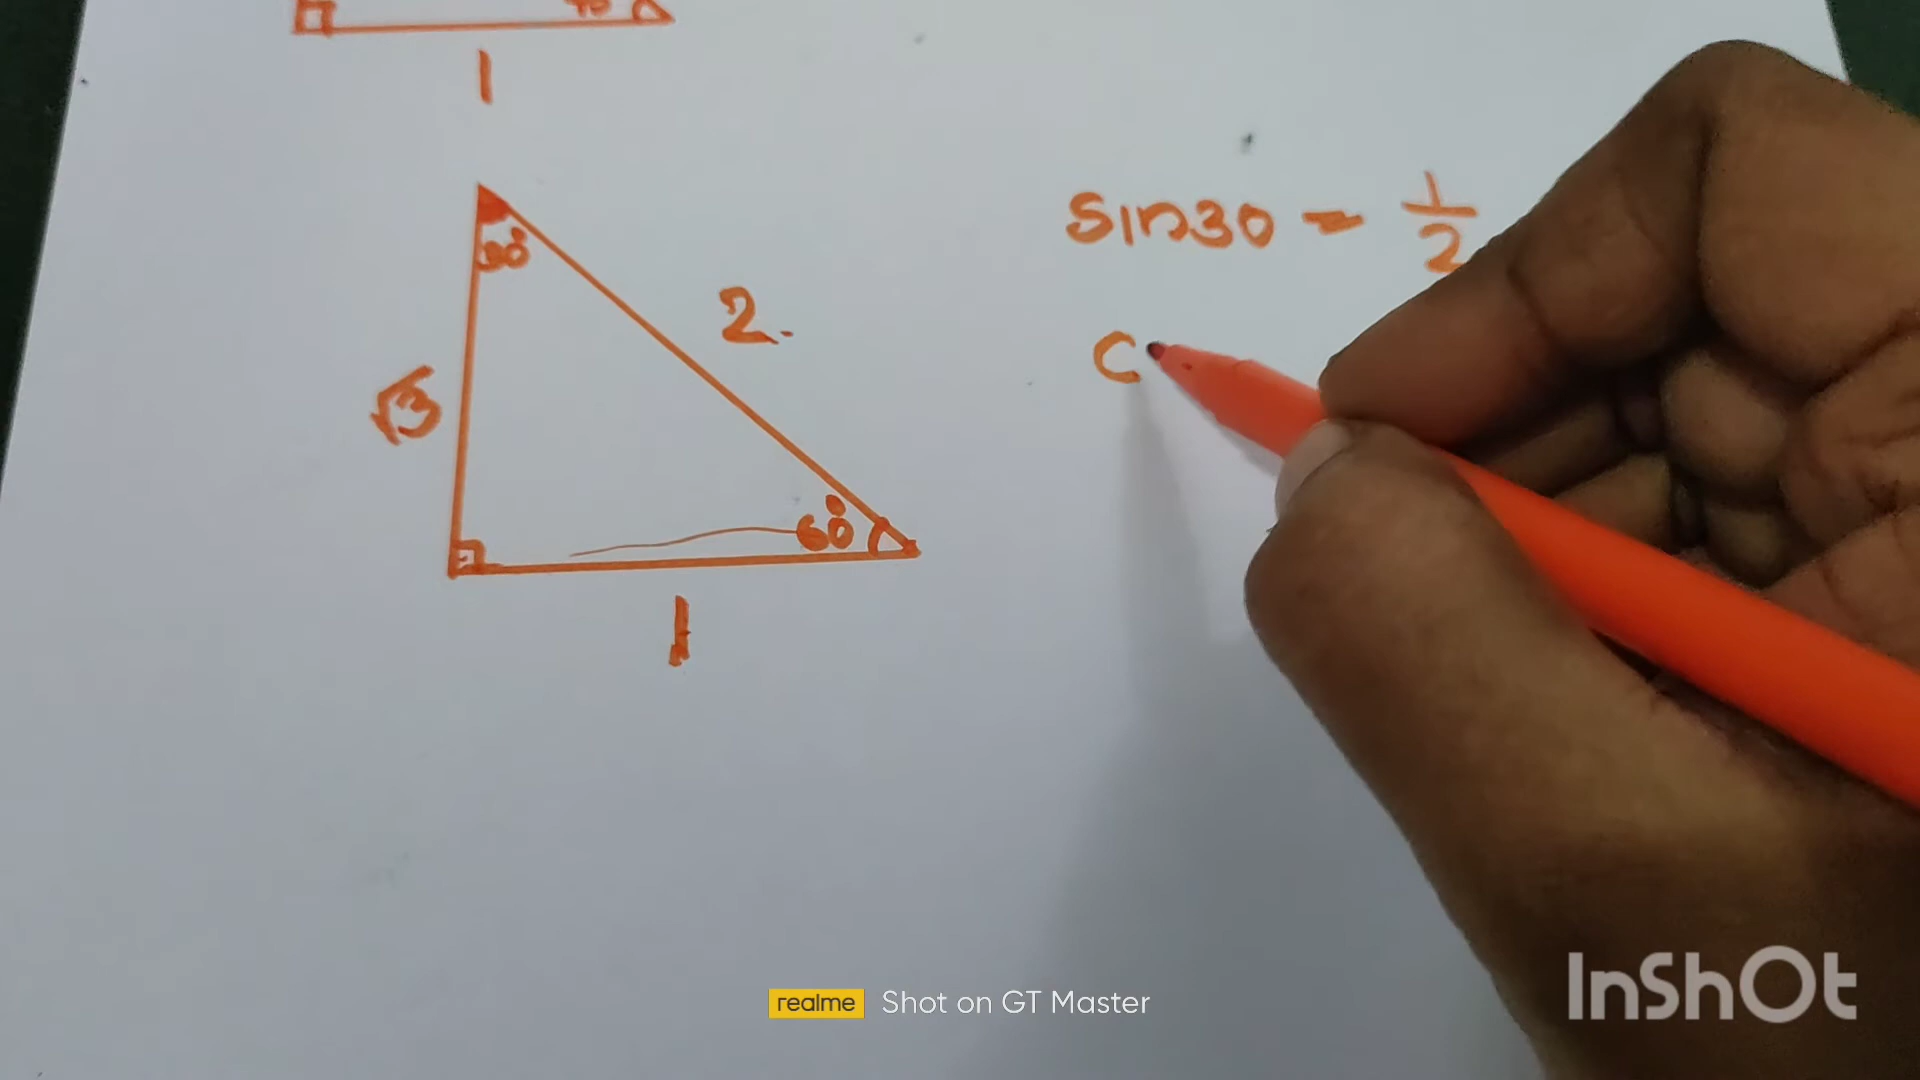 1
sin30 = 1/2
30°
2.
C
√3
60°
1
realme Shot on GT Master
InShOt